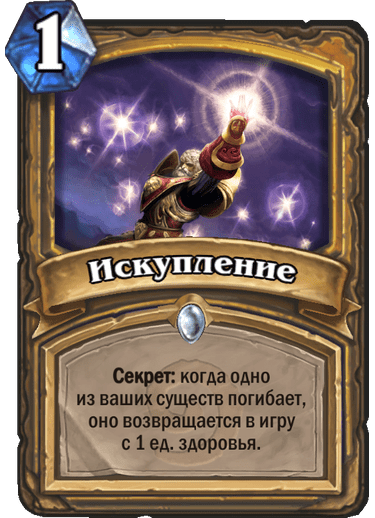 1
Искупление
Секрет: когда одно
из ваших существ погибает,
оно возвращается в игру
с 1 ед. здоровья.